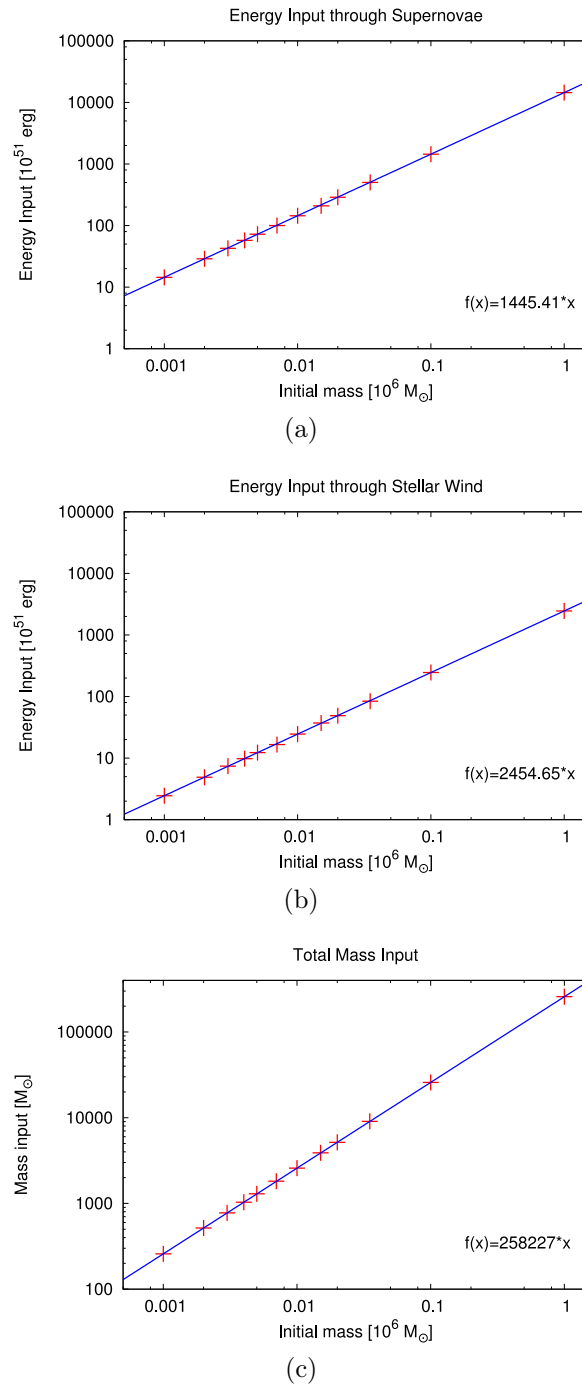 Energy Input through Supernovae
100000
10000
1000
100
10
1
Energy Input [10^51 erg]
f(x)=1445.41*x
0.001 0.01 0.1 1
Initial mass [10^6 M⊙]
(a)
Energy Input through Stellar Wind
100000
10000
1000
100
10
1
Energy Input [10^51 erg]
f(x)=2454.65*x
0.001 0.01 0.1 1
Initial mass [10^6 M⊙]
(b)
Total Mass Input
100000
10000
1000
100
Mass input [M⊙]
f(x)=258227*x
0.001 0.01 0.1 1
Initial mass [10^6 M⊙]
(c)